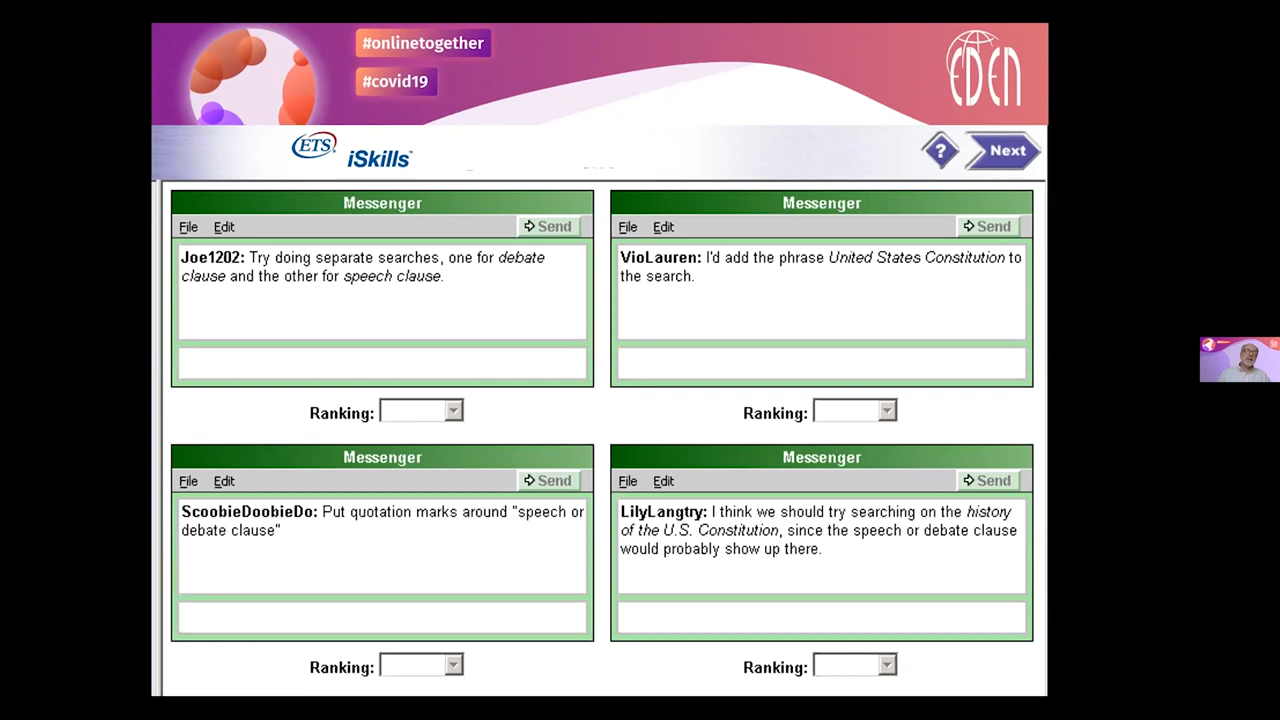 #onlinetogether
#covid19
EDEN
ETS
iSkills™
?
Next
Messenger
File Edit Send
Joe1202: Try doing separate searches, one for debate
clause and the other for speech clause.
Ranking:
Messenger
File Edit Send
VioLauren: I'd add the phrase United States Constitution to
the search.
Ranking:
Messenger
File Edit Send
ScoobieDoobieDo: Put quotation marks around "speech or
debate clause"
Ranking:
Messenger
File Edit Send
LilyLangtry: I think we should try searching on the history
of the U.S. Constitution, since the speech or debate clause
would probably show up there.
Ranking: